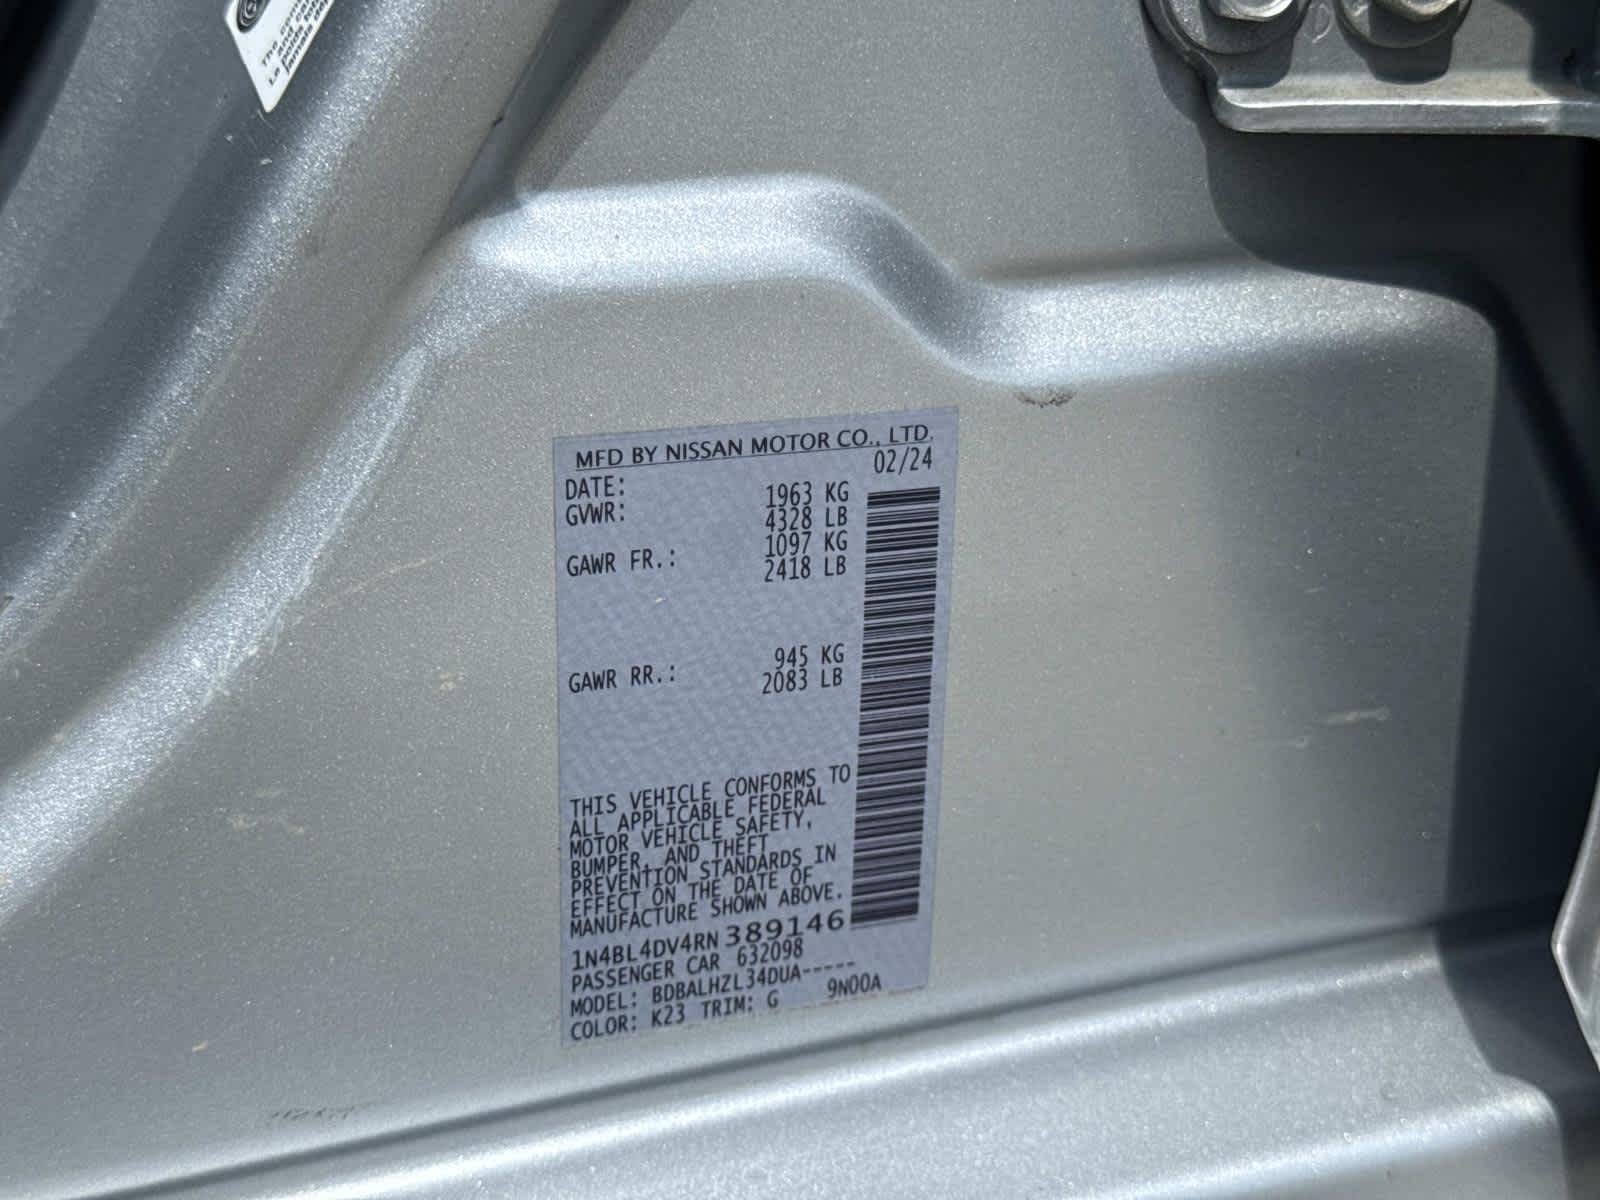 MFD BY NISSAN MOTOR CO., LTD.
DATE: 02/24
GVWR: 1963 KG
4328 LB
GAWR FR.: 1097 KG
2418 LB
GAWR RR.: 945 KG
2083 LB
THIS VEHICLE CONFORMS TO
ALL APPLICABLE FEDERAL
MOTOR VEHICLE SAFETY,
BUMPER, AND THEFT
PREVENTION STANDARDS IN
EFFECT ON THE DATE OF
MANUFACTURE SHOWN ABOVE.
1N4BL4DV4RN 389146
PASSENGER CAR 632098
MODEL: BDBALHZL34DUA-----
COLOR: K23 TRIM: G 9N00A